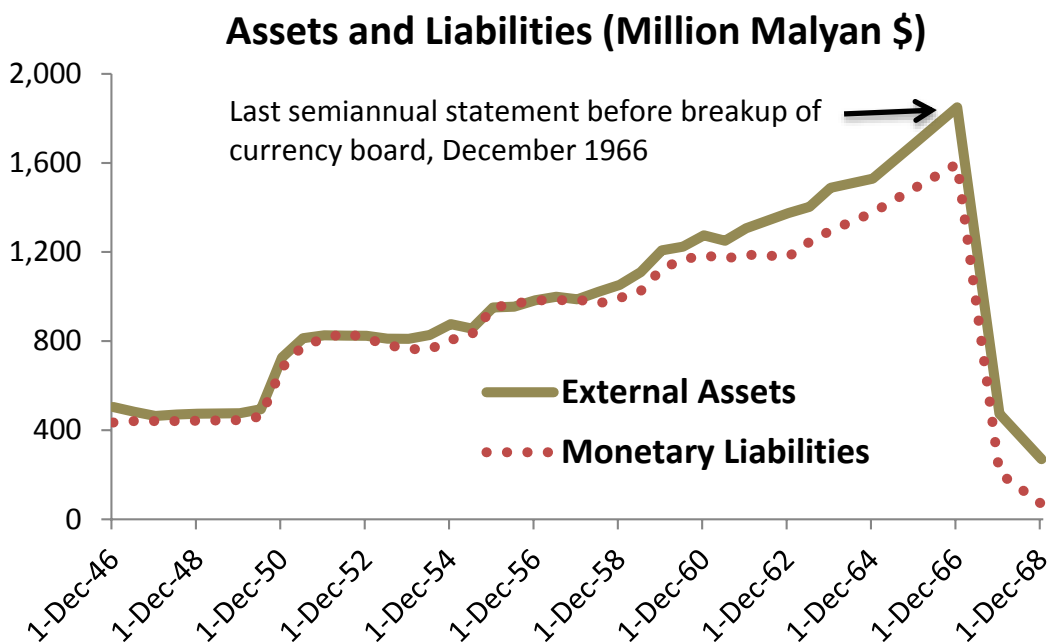 Assets and Liabilities (Million Malyan $)
2,000
Last semiannual statement before breakup of
currency board, December 1966
1,600
1,200
800
External Assets
400
Monetary Liabilities
0
1-Dec-46
1-Dec-48
1-Dec-50
1-Dec-52
1-Dec-54
1-Dec-56
1-Dec-58
1-Dec-60
1-Dec-62
1-Dec-64
1-Dec-66
1-Dec-68